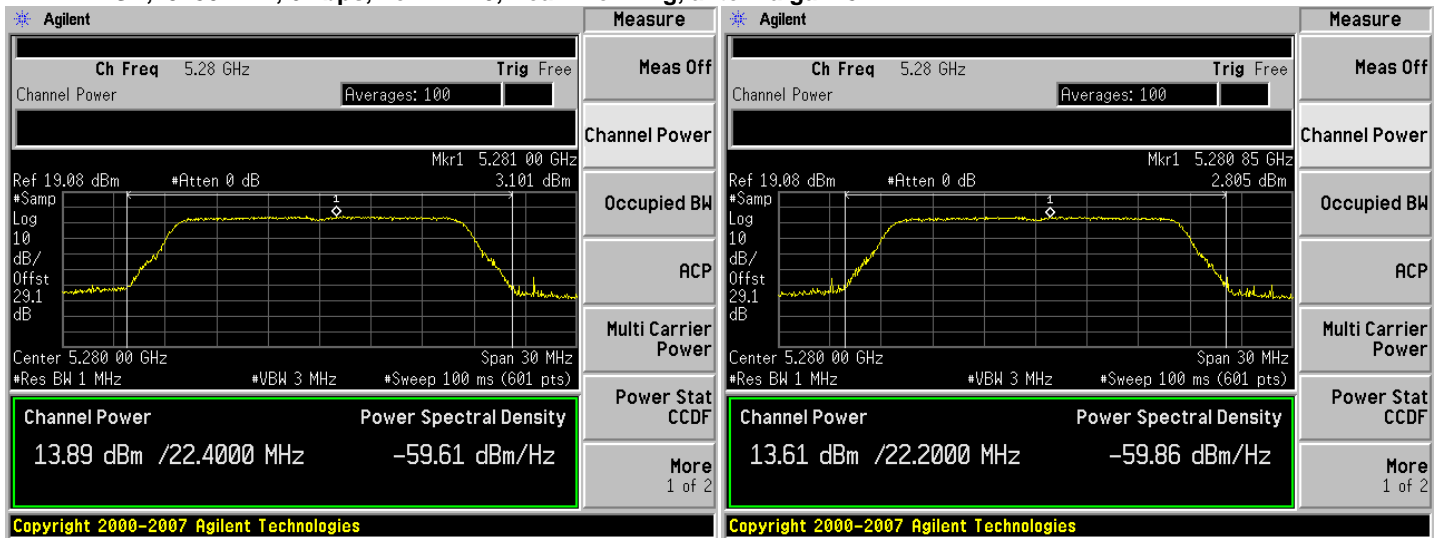 Agilent
Measure
Ch Freq 5.28 GHz
Trig Free
Channel Power
Averages: 100
Mkr1 5.281 00 GHz
Ref 19.08 dBm
#Atten 0 dB
3.101 dBm
#Samp
Log
10
dB/
Offst
29.1
dB
1
Center 5.280 00 GHz
Span 30 MHz
#Res BW 1 MHz
#VBW 3 MHz
#Sweep 100 ms (601 pts)
Channel Power
Power Spectral Density
13.89 dBm /22.4000 MHz
-59.61 dBm/Hz
Copyright 2000-2007 Agilent Technologies
Meas Off
Channel Power
Occupied BW
ACP
Multi Carrier
Power
Power Stat
CCDF
More
1 of 2
Agilent
Measure
Ch Freq 5.28 GHz
Trig Free
Channel Power
Averages: 100
Mkr1 5.280 85 GHz
Ref 19.08 dBm
#Atten 0 dB
2.805 dBm
#Samp
Log
10
dB/
Offst
29.1
dB
1
Center 5.280 00 GHz
Span 30 MHz
#Res BW 1 MHz
#VBW 3 MHz
#Sweep 100 ms (601 pts)
Channel Power
Power Spectral Density
13.61 dBm /22.2000 MHz
-59.86 dBm/Hz
Copyright 2000-2007 Agilent Technologies
Meas Off
Channel Power
Occupied BW
ACP
Multi Carrier
Power
Power Stat
CCDF
More
1 of 2